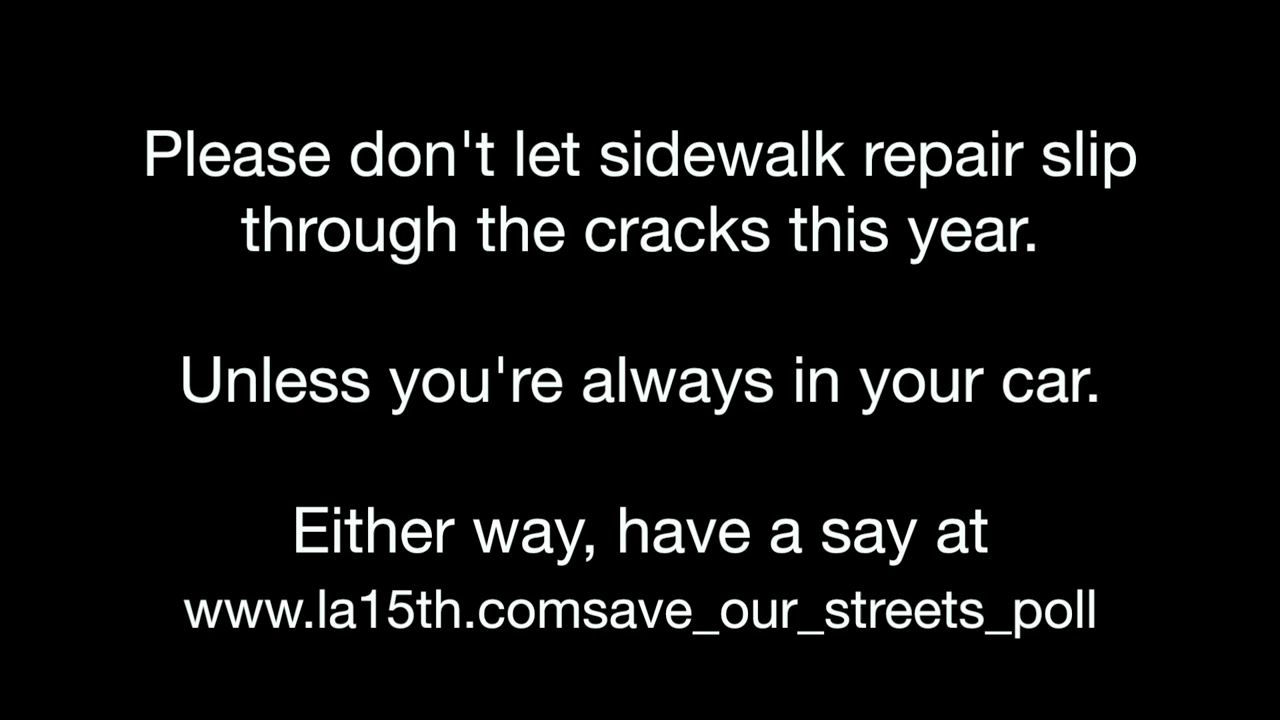 Please don't let sidewalk repair slip
through the cracks this year.
Unless you're always in your car.
Either way, have a say at
www.la15th.comsave_our_streets_poll